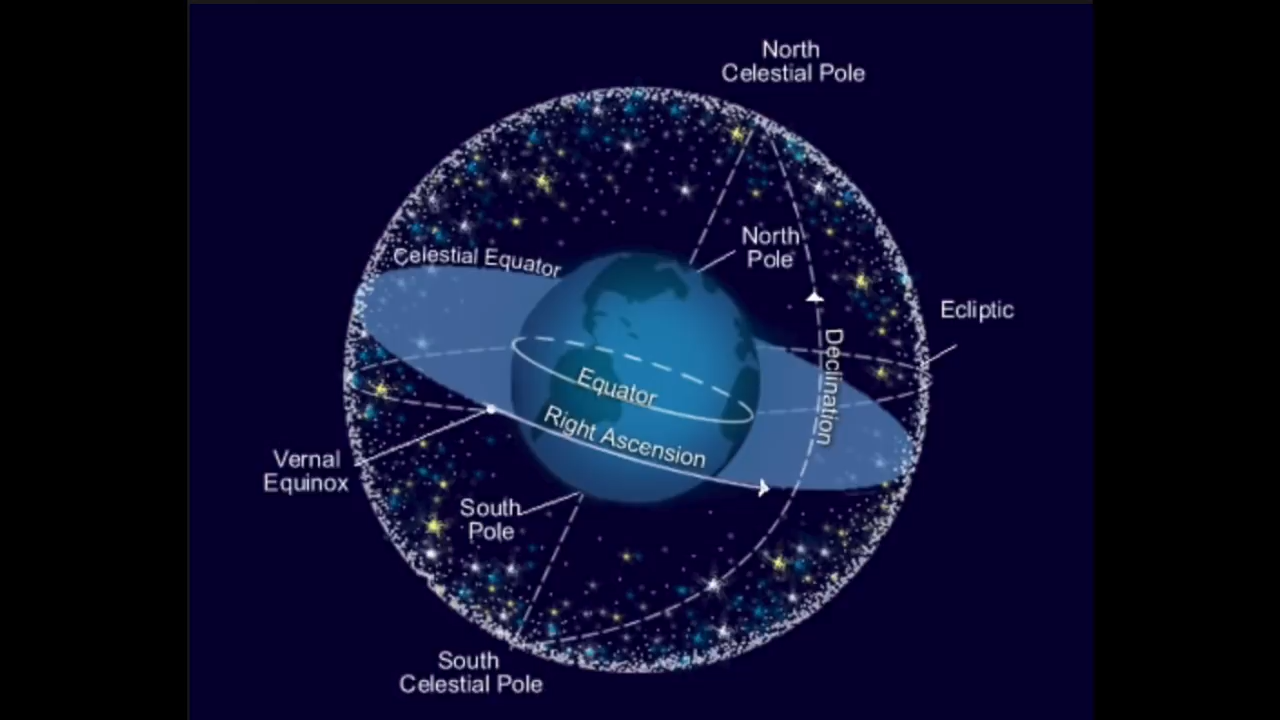 North
Celestial Pole
North
Pole
Celestial Equator
Ecliptic
Declination
Equator
Right Ascension
Vernal
Equinox
South
Pole
South
Celestial Pole